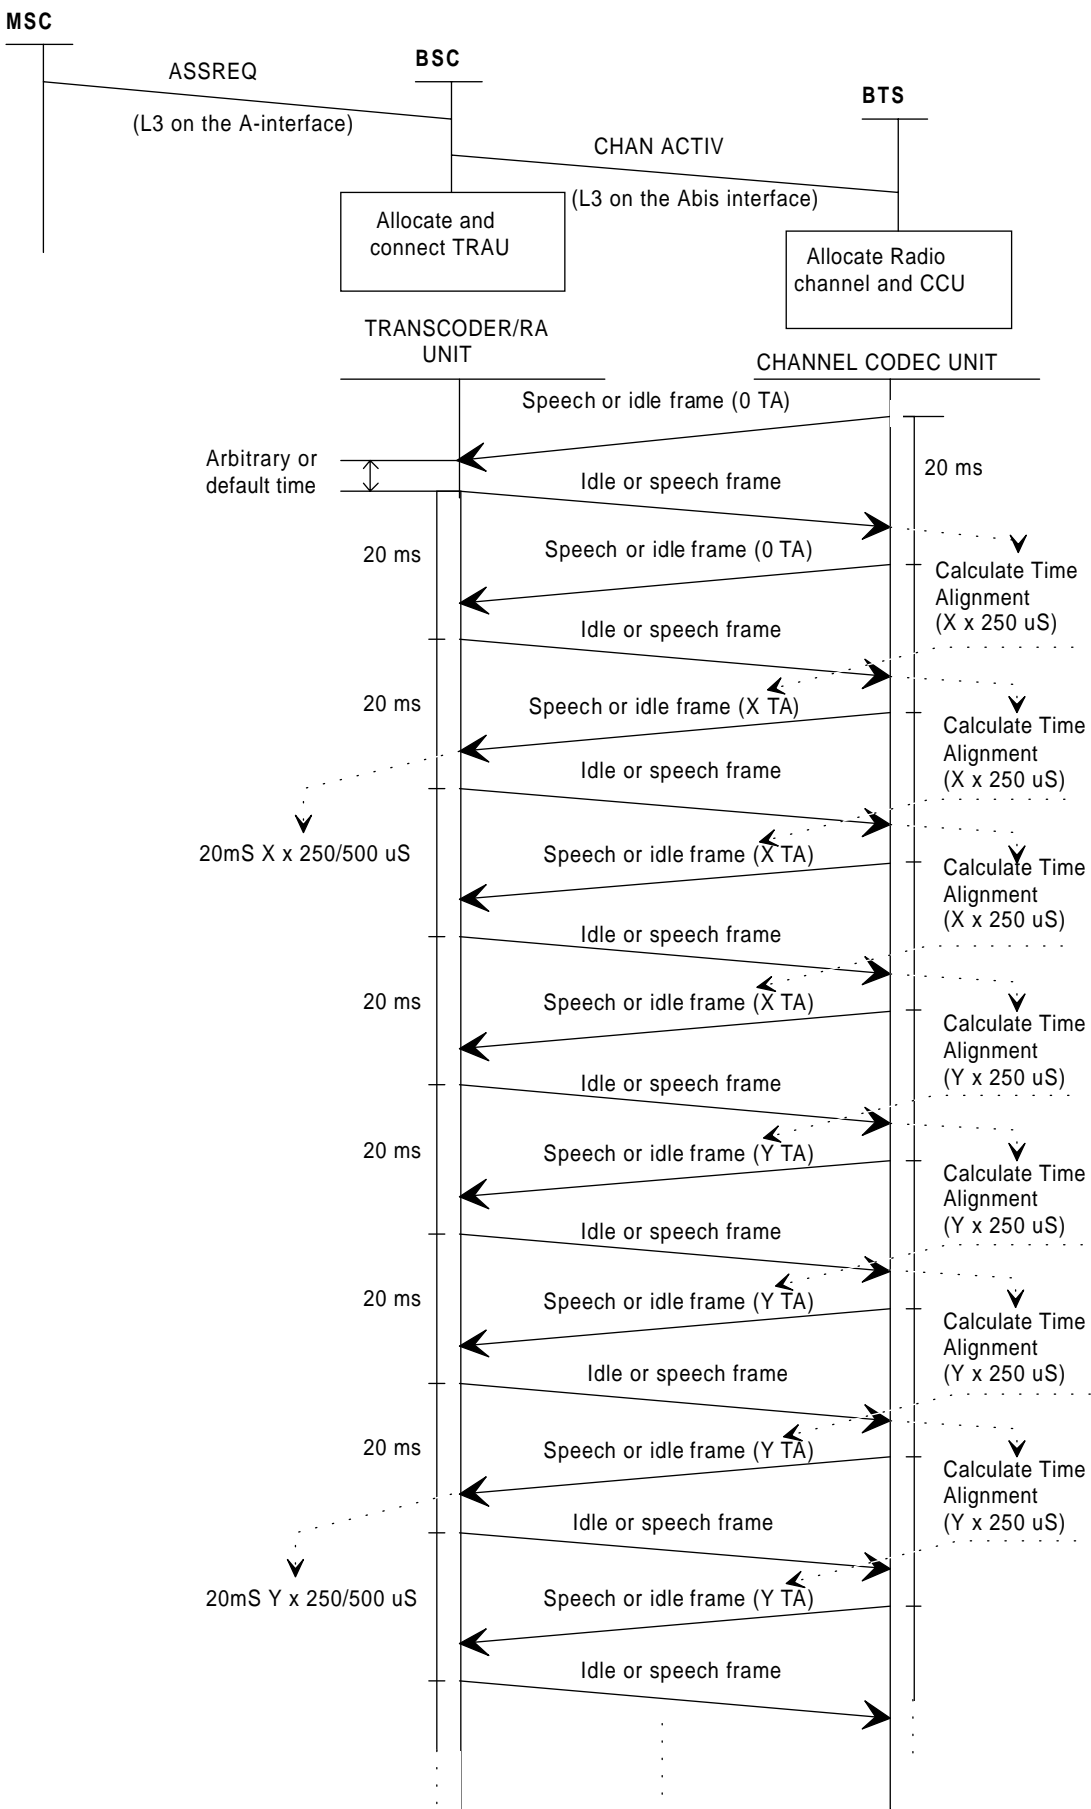 MSC
BSC
ASSREQ
BTS
(L3 on the A-interface)
CHAN ACTIV
(L3 on the Abis interface)
Allocate and
connect TRAU
Allocate Radio
channel and CCU
TRANSCODER/RA
UNIT
CHANNEL CODEC UNIT
Speech or idle frame (0 TA)
Arbitrary or
default time
20 ms
Idle or speech frame
20 ms
Speech or idle frame (0 TA)
Calculate Time
Alignment
(X x 250 uS)
Idle or speech frame
20 ms
Speech or idle frame (X TA)
Calculate Time
Alignment
(X x 250 uS)
Idle or speech frame
20mS X x 250/500 uS
Speech or idle frame (X TA)
Calculate Time
Alignment
(X x 250 uS)
Idle or speech frame
20 ms
Speech or idle frame (X TA)
Calculate Time
Alignment
(Y x 250 uS)
Idle or speech frame
20 ms
Speech or idle frame (Y TA)
Calculate Time
Alignment
(Y x 250 uS)
Idle or speech frame
20 ms
Speech or idle frame (Y TA)
Calculate Time
Alignment
(Y x 250 uS)
Idle or speech frame
20 ms
Speech or idle frame (Y TA)
Calculate Time
Alignment
(Y x 250 uS)
Idle or speech frame
20mS Y x 250/500 uS
Speech or idle frame (Y TA)
Idle or speech frame